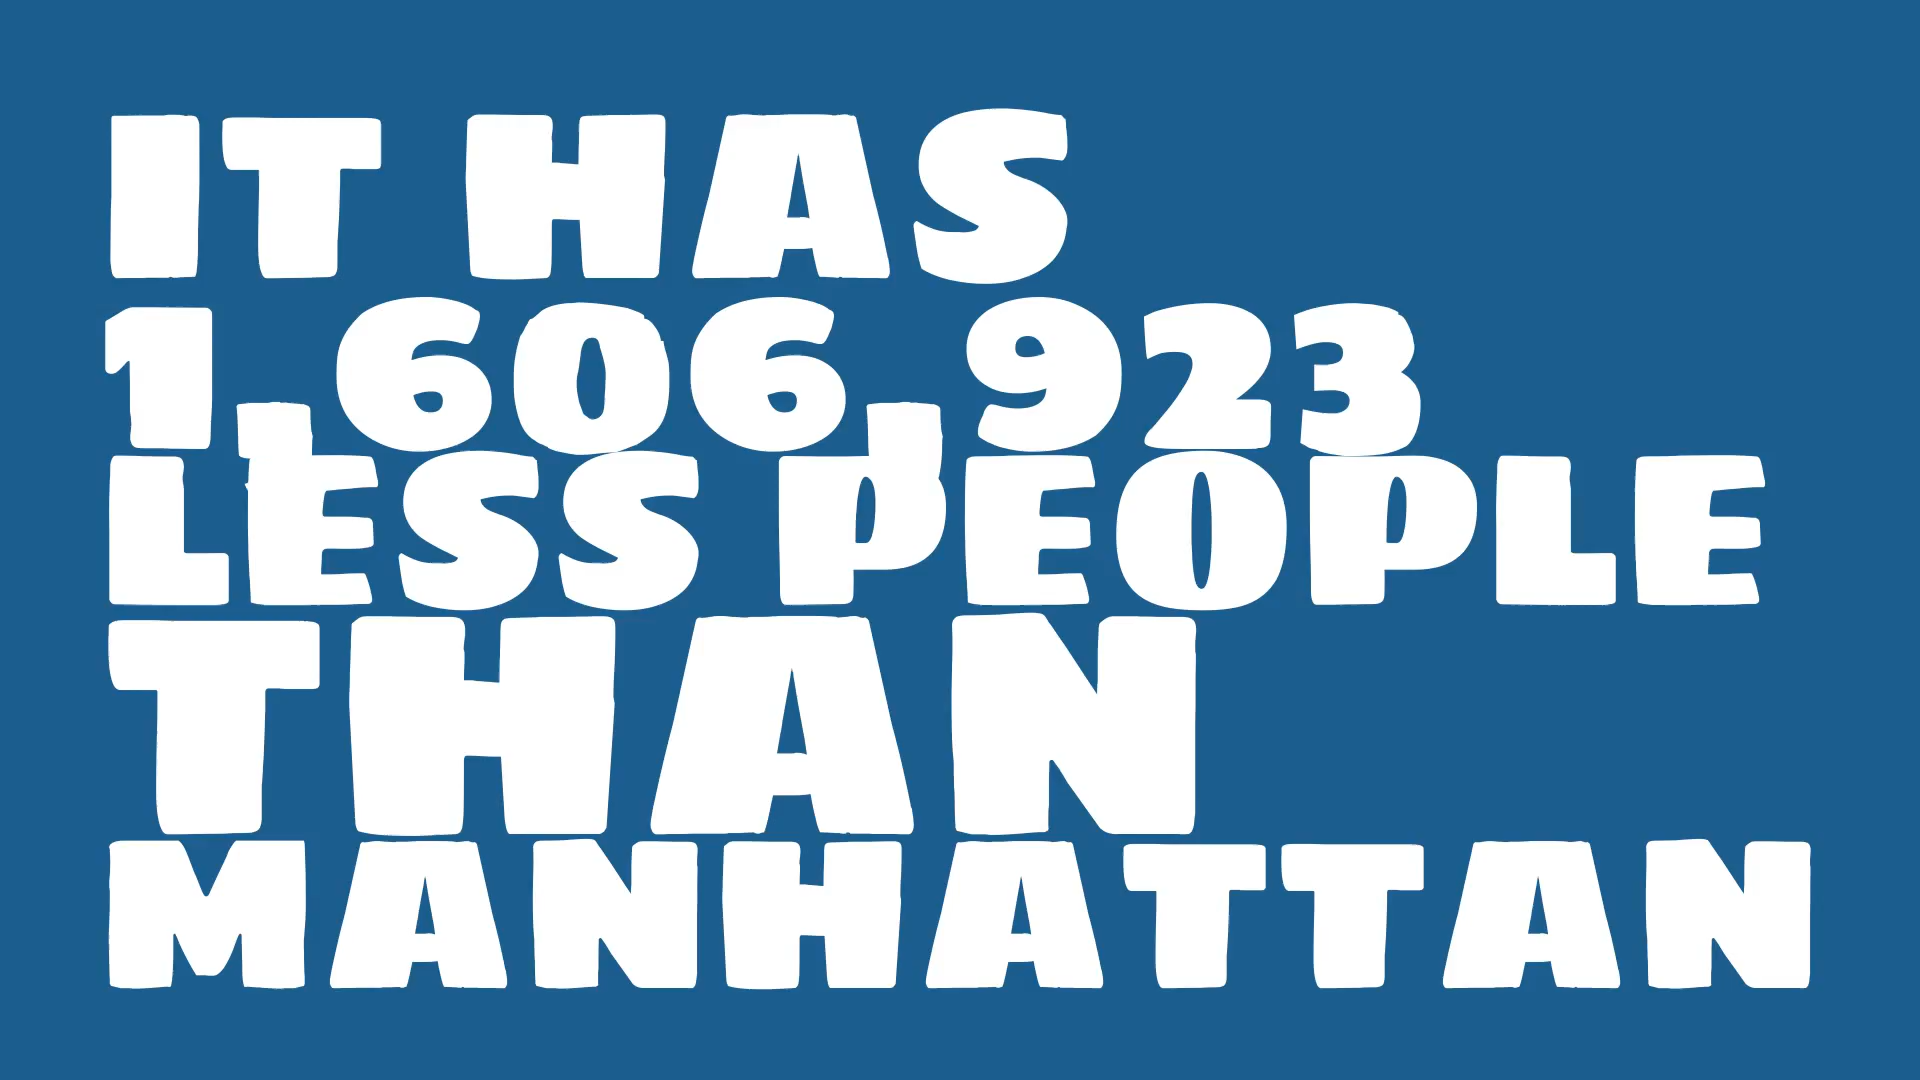 IT HAS
1,606,923
LESS PEOPLE
THAN
MANHATTAN